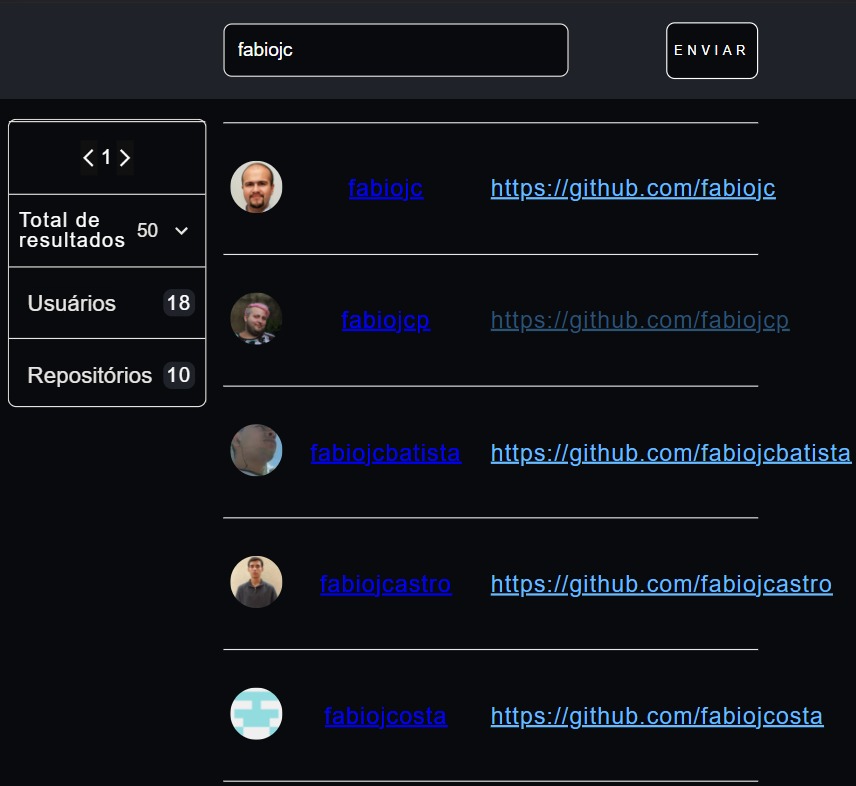 fabiojc
ENVIAR
1
Total de
resultados
50
Usuários
18
Repositórios
10
fabiojc
https://github.com/fabiojc
fabiojcp
https://github.com/fabiojcp
fabiojcbatista
https://github.com/fabiojcbatista
fabiojcastro
https://github.com/fabiojcastro
fabiojcosta
https://github.com/fabiojcosta